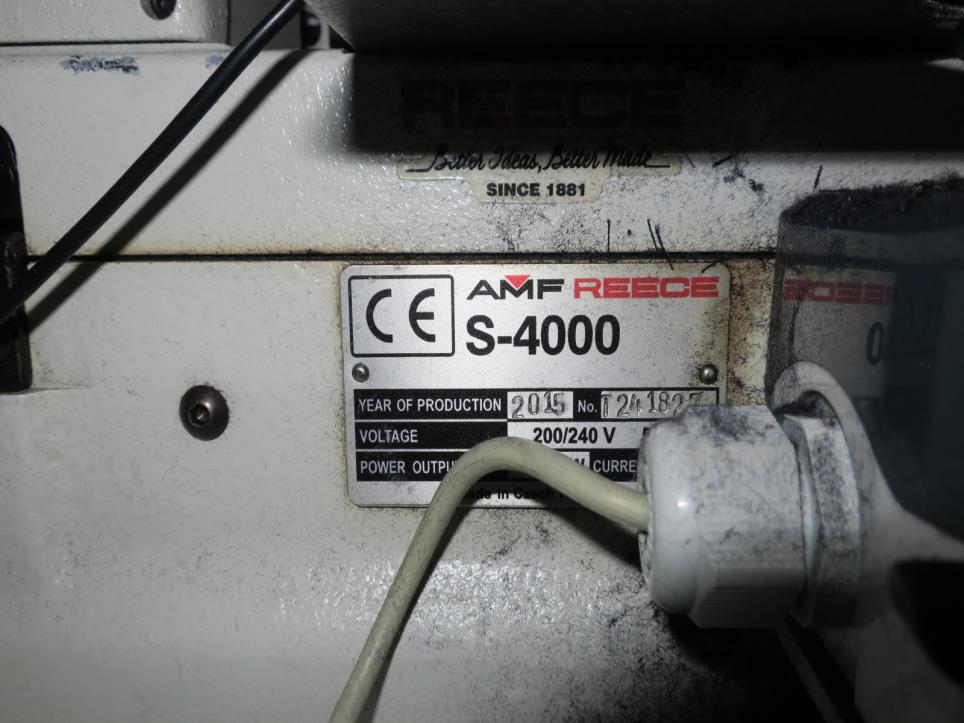 REECE
Better Ideas, Better Made
SINCE 1881
CE AMF REECE
S-4000
YEAR OF PRODUCTION 2015 No. T241827
VOLTAGE 200/240 V
POWER OUTPU W CURRE
ade in Czech